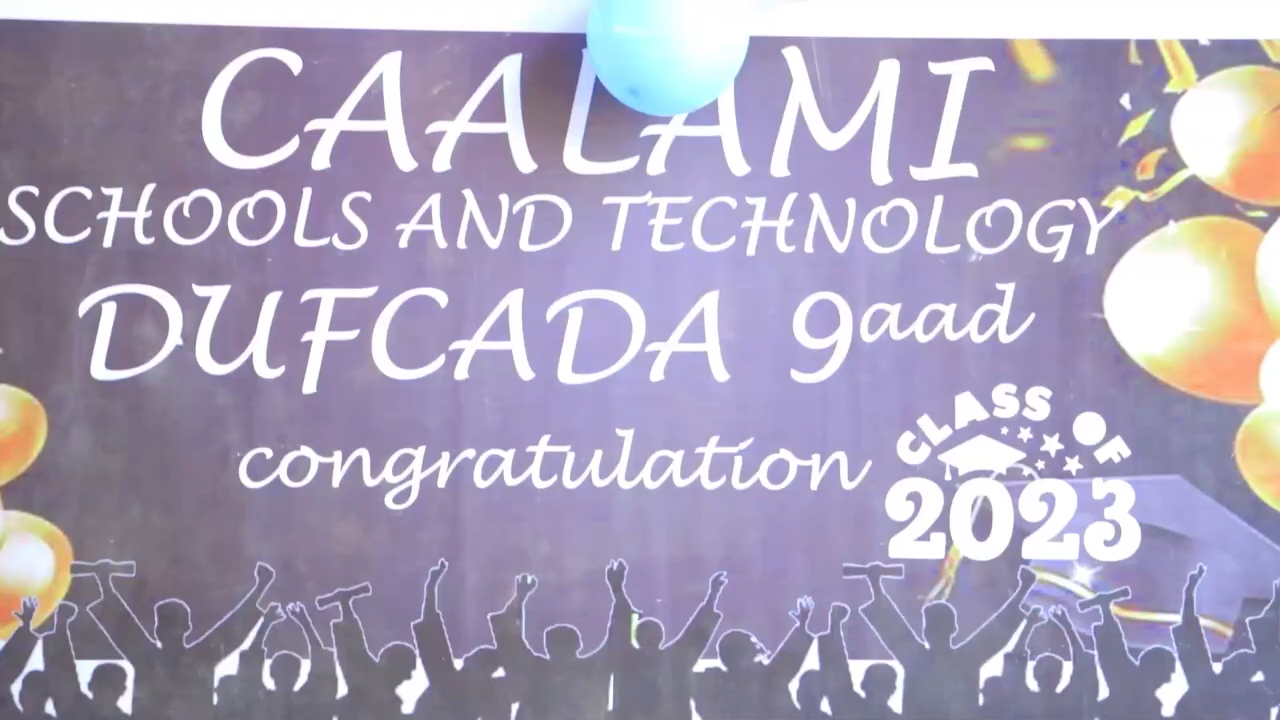 CAALAMI
SCHOOLS AND TECHNOLOGY
DUFCADA 9aad
congratulation
CLASS OF
2023